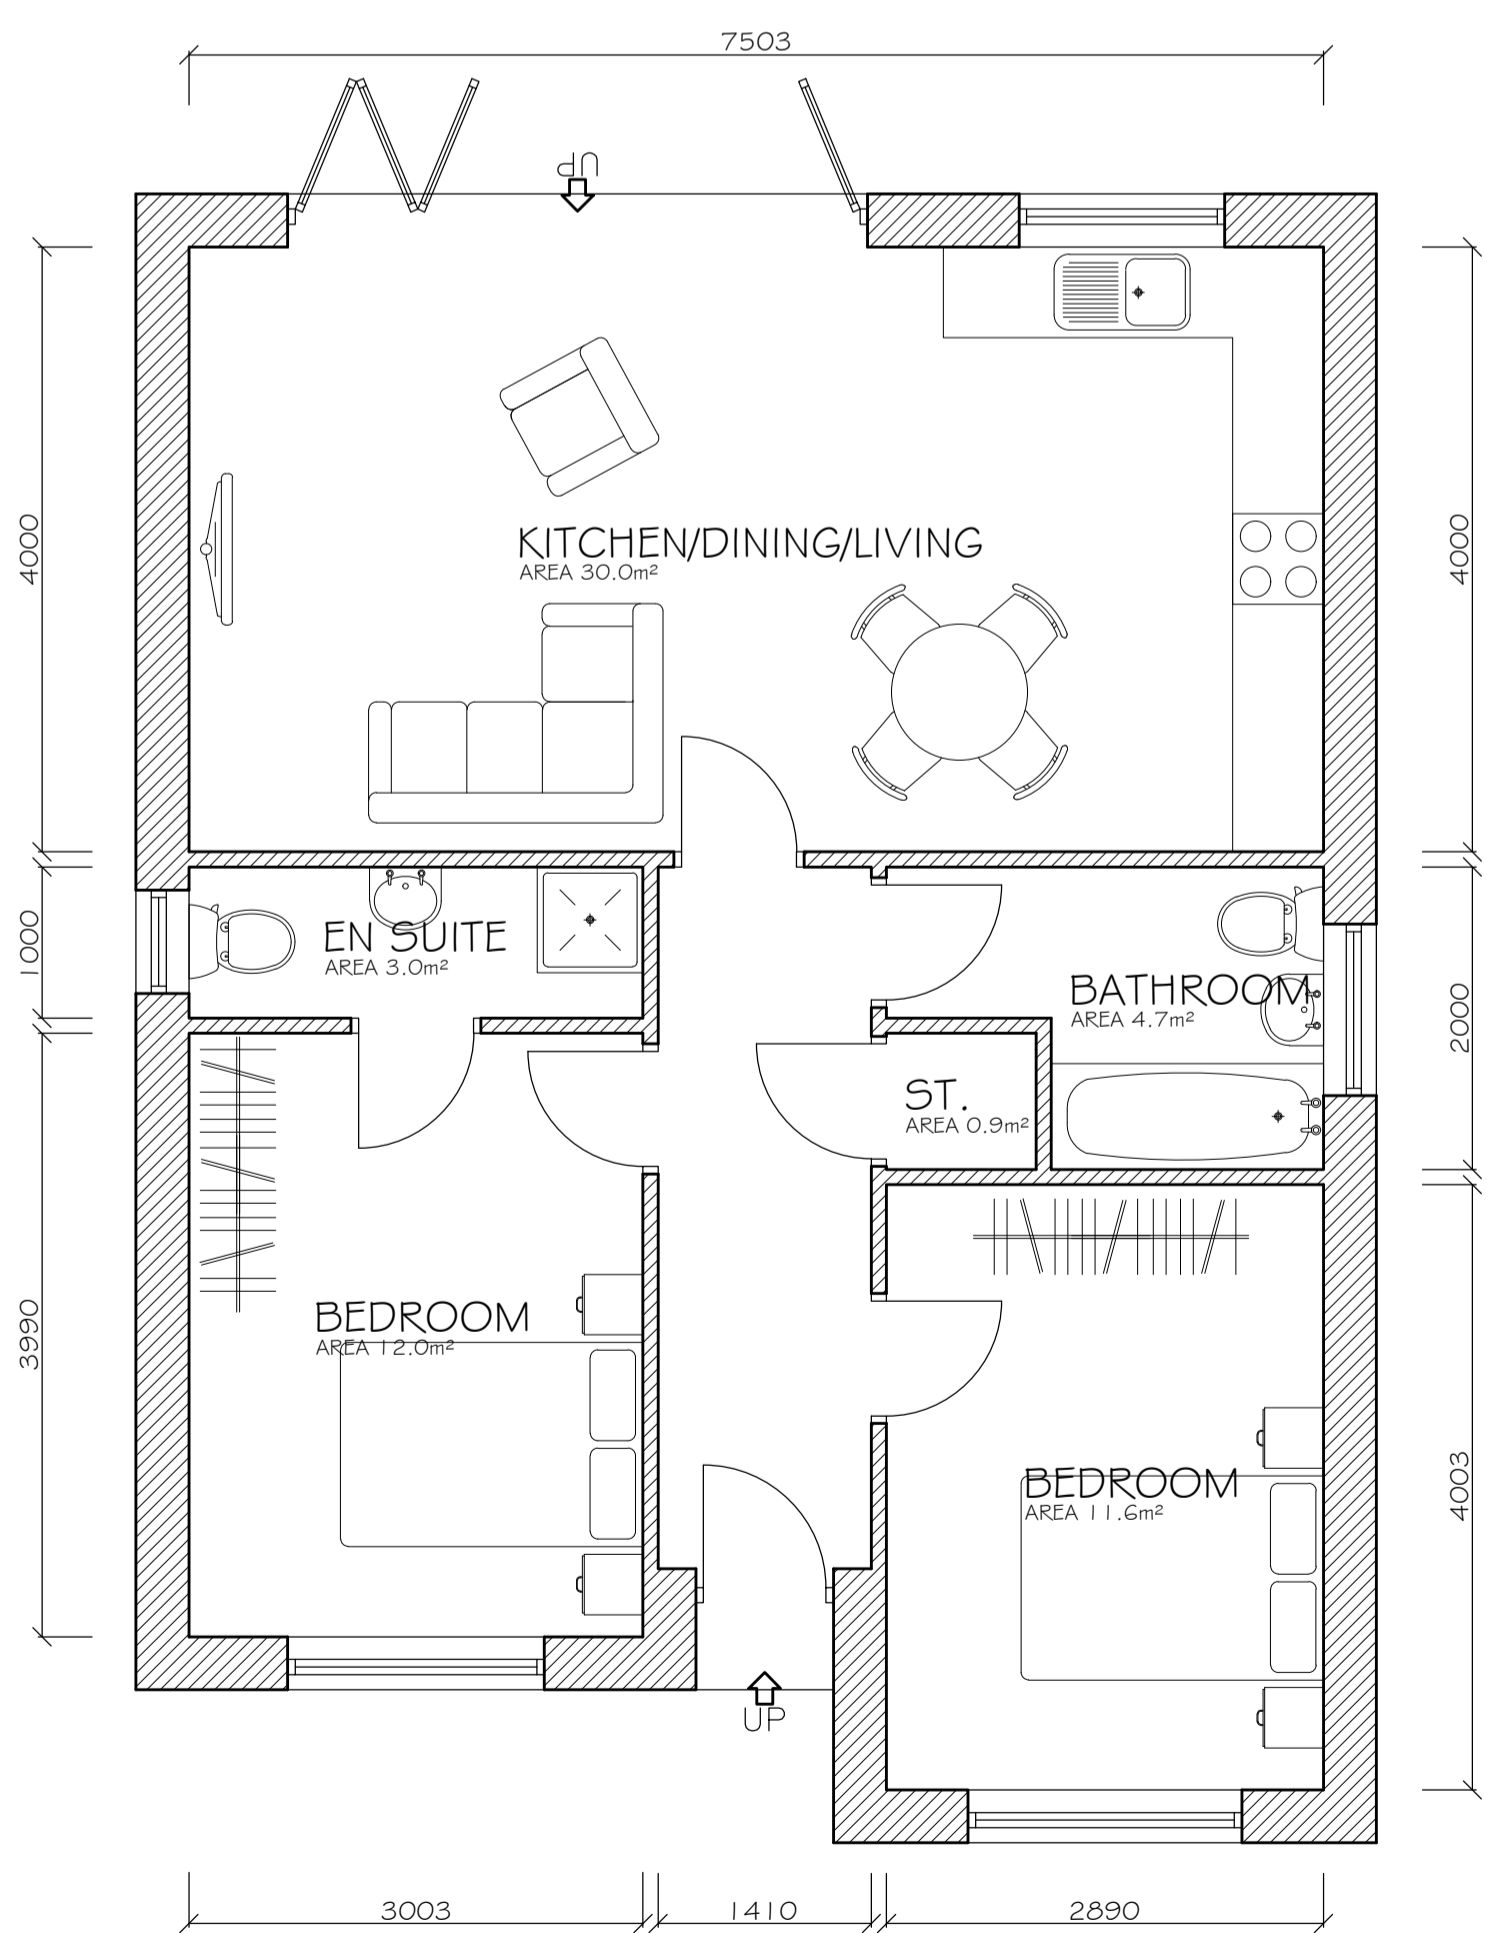 7503
UP
4000
4000
KITCHEN/DINING/LIVING
AREA 30.0m²
1000
EN SUITE
AREA 3.0m²
BATHROOM
AREA 4.7m²
2000
ST.
AREA 0.9m²
3990
BEDROOM
AREA 12.0m²
BEDROOM
AREA 11.6m²
4003
UP
3003
1410
2890